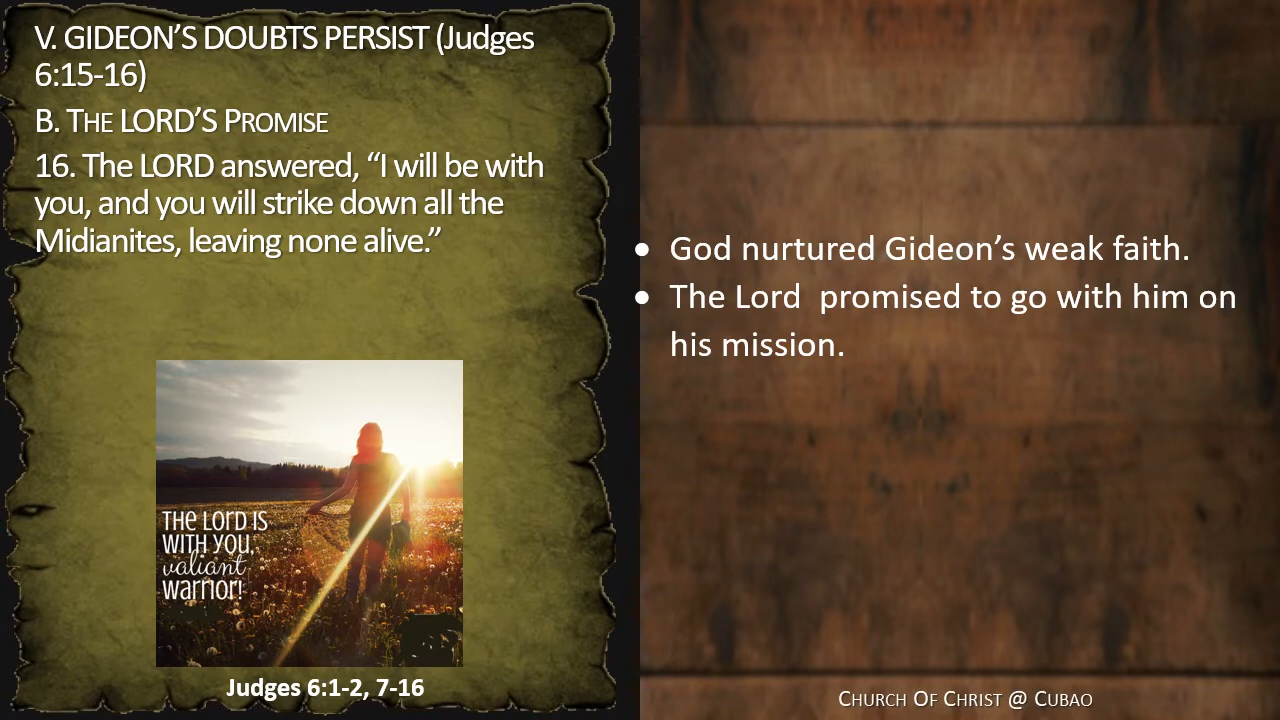 V. GIDEON’S DOUBTS PERSIST (Judges
6:15-16)
B. THE LORD’S PROMISE
16. The LORD answered, “I will be with
you, and you will strike down all the
Midianites, leaving none alive.”
THE LORD IS
WITH YOU,
valiant
warrior!
Judges 6:1-2, 7-16
● God nurtured Gideon’s weak faith.
● The Lord  promised to go with him on
his mission.
CHURCH OF CHRIST @ CUBAO